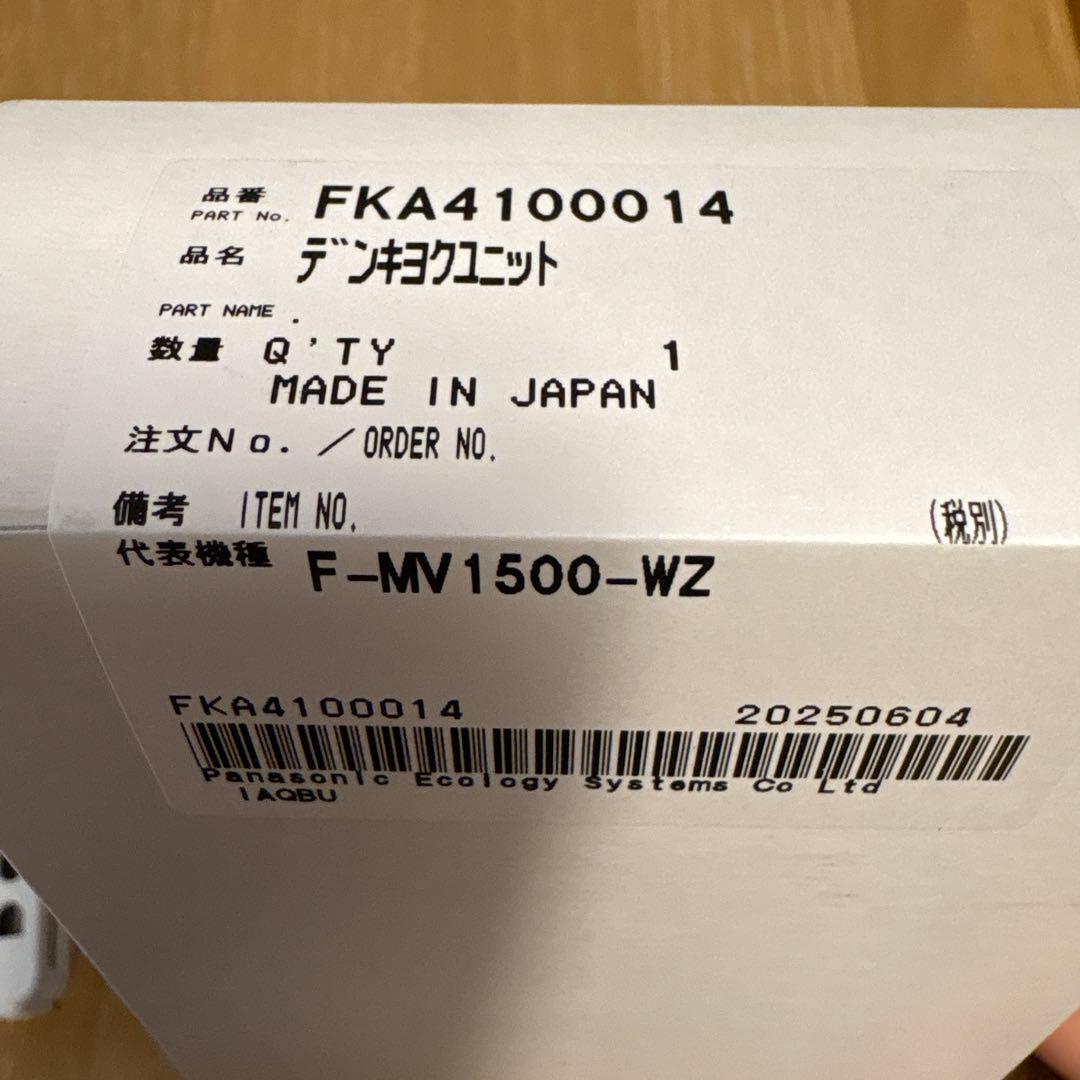 品番 FKA4100014
PART No.
品名 デンキヨクユニット
PART NAME .
数量 Q'TY 1
MADE IN JAPAN
注文No. /ORDER NO.
備考 ITEM NO. (税別)
代表機種 F-MV1500-WZ
FKA4100014 20250604
Panasonic Ecology Systems Co Ltd
IAQBU